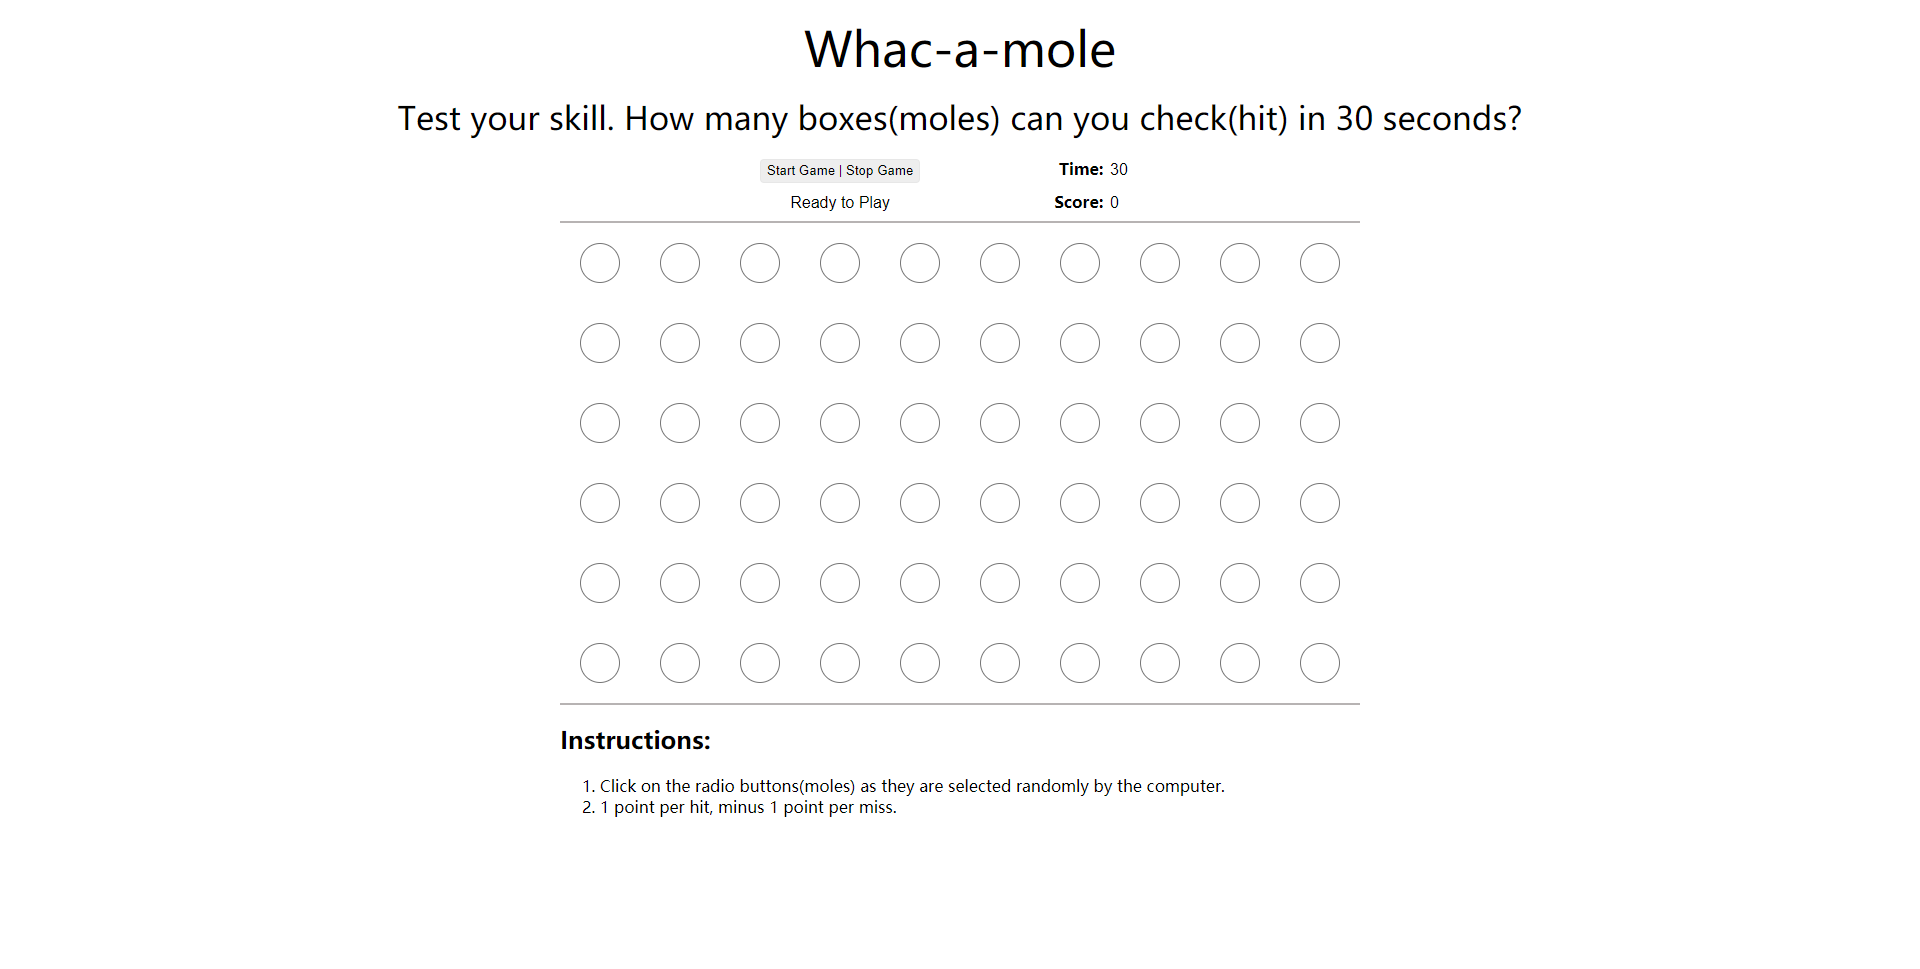 Whac-a-mole
Test your skill. How many boxes(moles) can you check(hit) in 30 seconds?
Start Game | Stop Game
Time: 30
Ready to Play
Score: 0
Instructions:
1. Click on the radio buttons(moles) as they are selected randomly by the computer.
2. 1 point per hit, minus 1 point per miss.